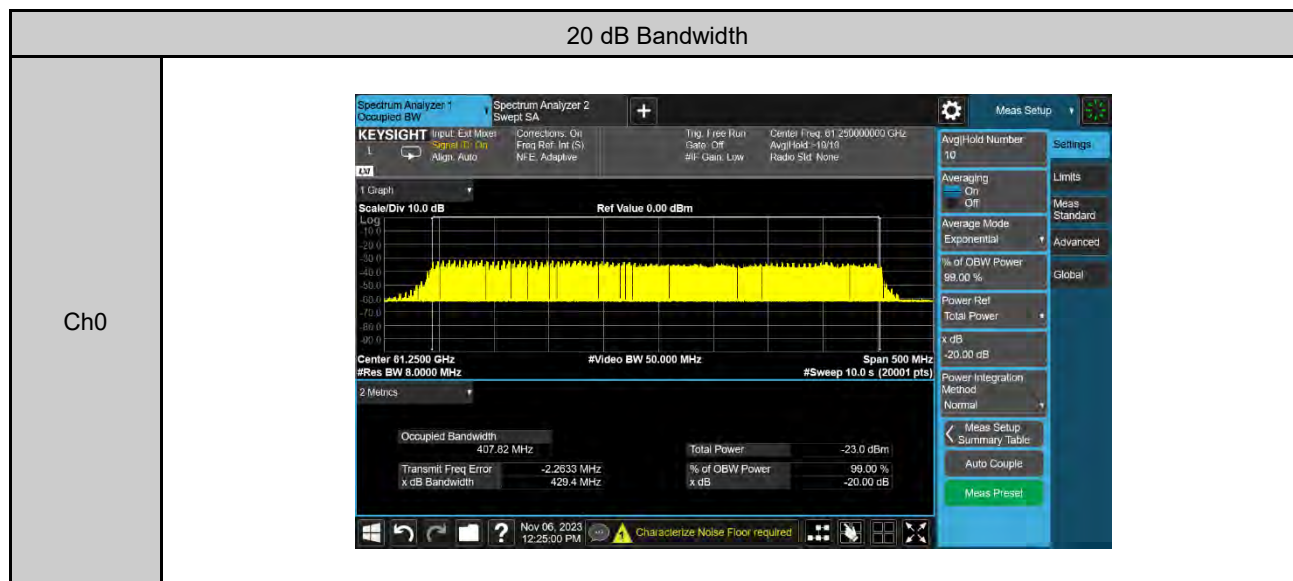 20 dB Bandwidth
Ch0
Spectrum Analyzer 1
Occupied BW
Spectrum Analyzer 2
Swept SA
+
Meas Setup
KEYSIGHT
Input: Ext Mixer
Signal ID: On
Align: Auto
Corrections: On
Freq Ref: Int (S)
NFE: Adaptive
Trig: Free Run
Gate: Off
#IF Gain: Low
Center Freq: 61.250000000 GHz
Avg|Hold:>10/10
Radio Std: None
L
1 Graph
Scale/Div 10.0 dB
Ref Value 0.00 dBm
Log
-10.0
-20.0
-30.0
-40.0
-50.0
-60.0
-70.0
-80.0
-90.0
Center 61.2500 GHz
#Video BW 50.000 MHz
Span 500 MHz
#Res BW 8.0000 MHz
#Sweep 10.0 s (20001 pts)
2 Metrics
Occupied Bandwidth
407.82 MHz
Total Power -23.0 dBm
Transmit Freq Error -2.2633 MHz
% of OBW Power 99.00 %
x dB Bandwidth 429.4 MHz
x dB -20.00 dB
Avg|Hold Number
10
Averaging
On
Off
Average Mode
Exponential
% of OBW Power
99.00 %
Power Ref
Total Power
x dB
-20.00 dB
Power Integration
Method
Normal
Meas Setup
Summary Table
Auto Couple
Meas Preset
Settings
Limits
Meas
Standard
Advanced
Global
?
Nov 06, 2023
12:25:00 PM
Characterize Noise Floor required